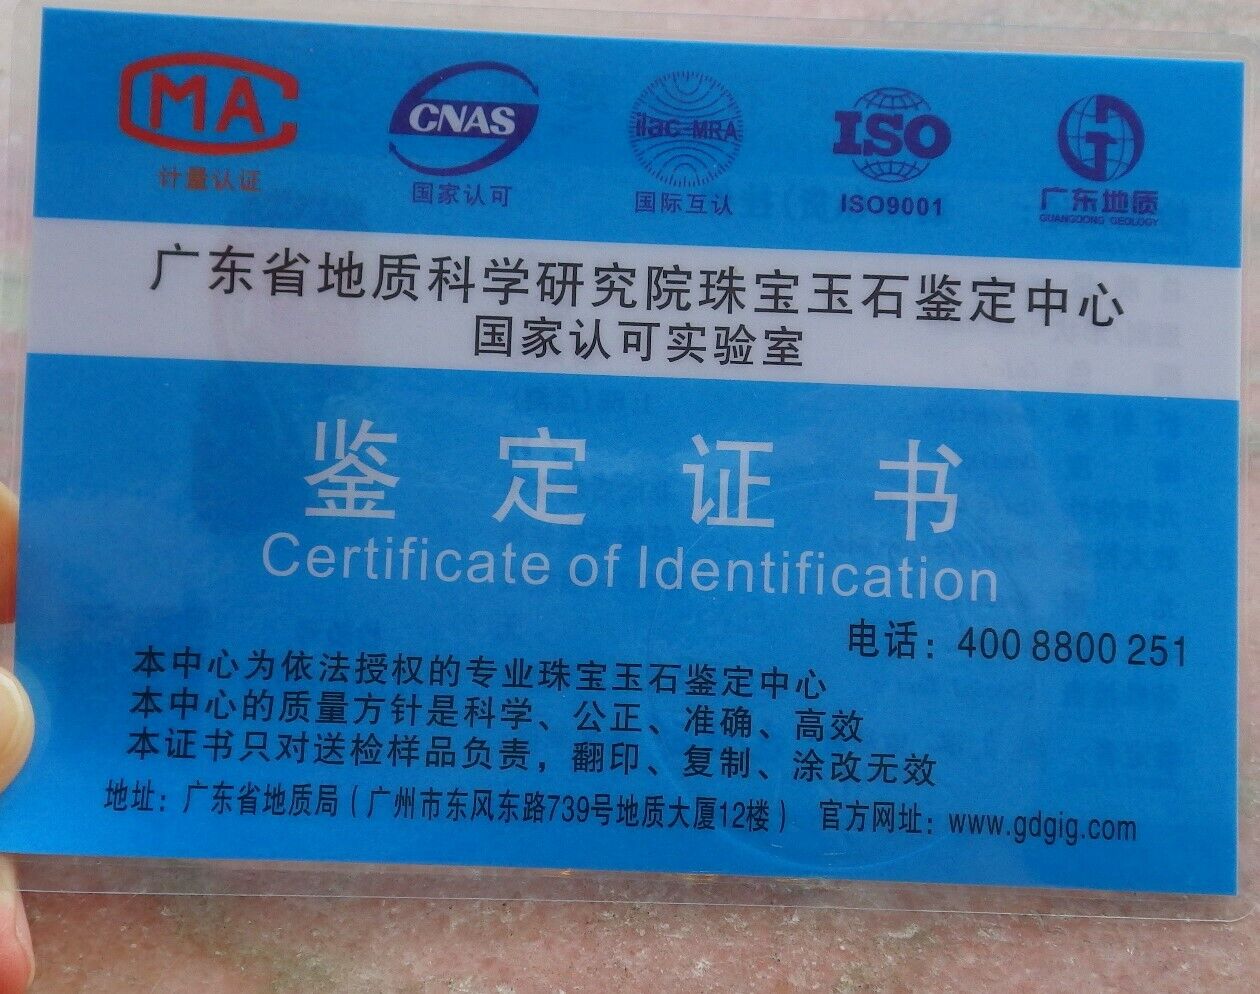 CMA
计量认证
CNAS
国家认可
ilac-MRA
国际互认
ISO
ISO9001
广东地质
GUANGDONG GEOLOGY
广东省地质科学研究院珠宝玉石鉴定中心
国家认可实验室
鉴定证书
Certificate of Identification
电话：400 8800 251
本中心为依法授权的专业珠宝玉石鉴定中心
本中心的质量方针是科学、公正、准确、高效
本证书只对送检样品负责，翻印、复制、涂改无效
地址：广东省地质局（广州市东风东路739号地质大厦12楼） 官方网址：www.gdgig.com